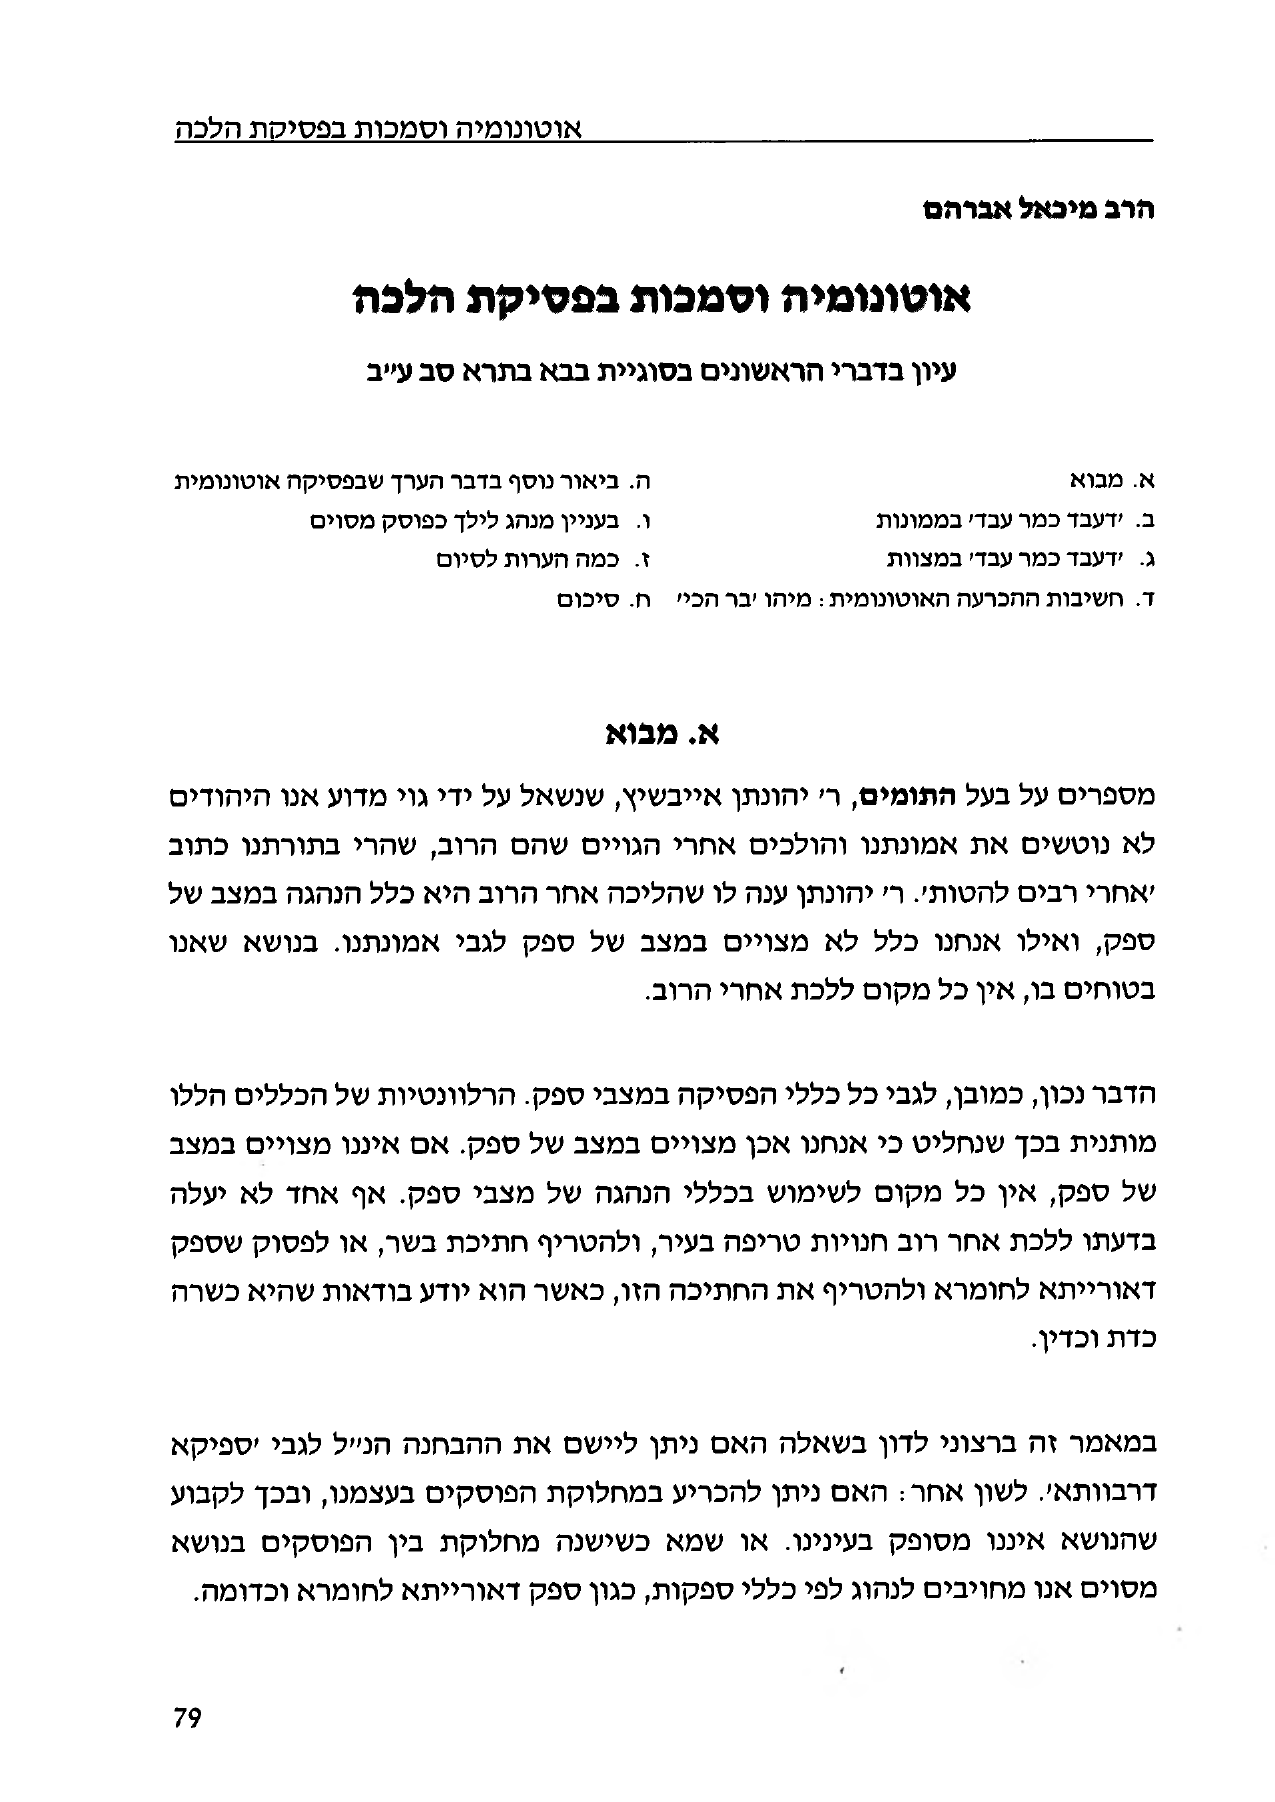 אוטונומיה וסמכות בפסיקת הלכה
הרב מיכאל אברהם
אוטונומיה וסמכות בפסיקת הלכה
עיון בדברי הראשונים בסוגיית בבא בתרא סב ע״ב
א. מבוא
ב. ׳דעבד כמר עבד׳ בממונות
ג. ׳דעבד כמר עבד׳ במצוות
ד. חשיבות ההכרעה האוטונומית: מיהו ׳בר הכי׳
ה. ביאור נוסף בדבר הערך שבפסיקה אוטונומית
ו. בעניין מנהג לילך כפוסק מסוים
ז. כמה הערות לסיום
ח. סיכום
א. מבוא
מספרים על בעל התומים, ר׳ יהונתן אייבשיץ, שנשאל על ידי גוי מדוע אנו היהודים
לא נוטשים את אמונתנו והולכים אחרי הגויים שהם הרוב, שהרי בתורתנו כתוב
׳אחרי רבים להטות׳. ר׳ יהונתן ענה לו שהליכה אחר הרוב היא כלל הנהגה במצב של
ספק, ואילו אנחנו כלל לא מצויים במצב של ספק לגבי אמונתנו. בנושא שאנו
בטוחים בו, אין כל מקום ללכת אחרי הרוב.
הדבר נכון, כמובן, לגבי כל כללי הפסיקה במצבי ספק. הרלוונטיות של הכללים הללו
מותנית בכך שנחליט כי אנחנו אכן מצויים במצב של ספק. אם איננו מצויים במצב
של ספק, אין כל מקום לשימוש בכללי הנהגה של מצבי ספק. אף אחד לא יעלה
בדעתו ללכת אחר רוב חנויות טריפה בעיר, ולהטריף חתיכת בשר, או לפסוק שספק
דאורייתא לחומרא ולהטריף את החתיכה הזו, כאשר הוא יודע בודאות שהיא כשרה
כדת וכדין.
במאמר זה ברצוני לדון בשאלה האם ניתן ליישם את ההבחנה הנ״ל לגבי ׳ספיקא
דרבוותא׳. לשון אחר: האם ניתן להכריע במחלוקת הפוסקים בעצמנו, ובכך לקבוע
שהנושא איננו מסופק בעינינו. או שמא כשישנה מחלוקת בין הפוסקים בנושא
מסוים אנו מחויבים לנהוג לפי כללי ספקות, כגון ספק דאורייתא לחומרא וכדומה.
79